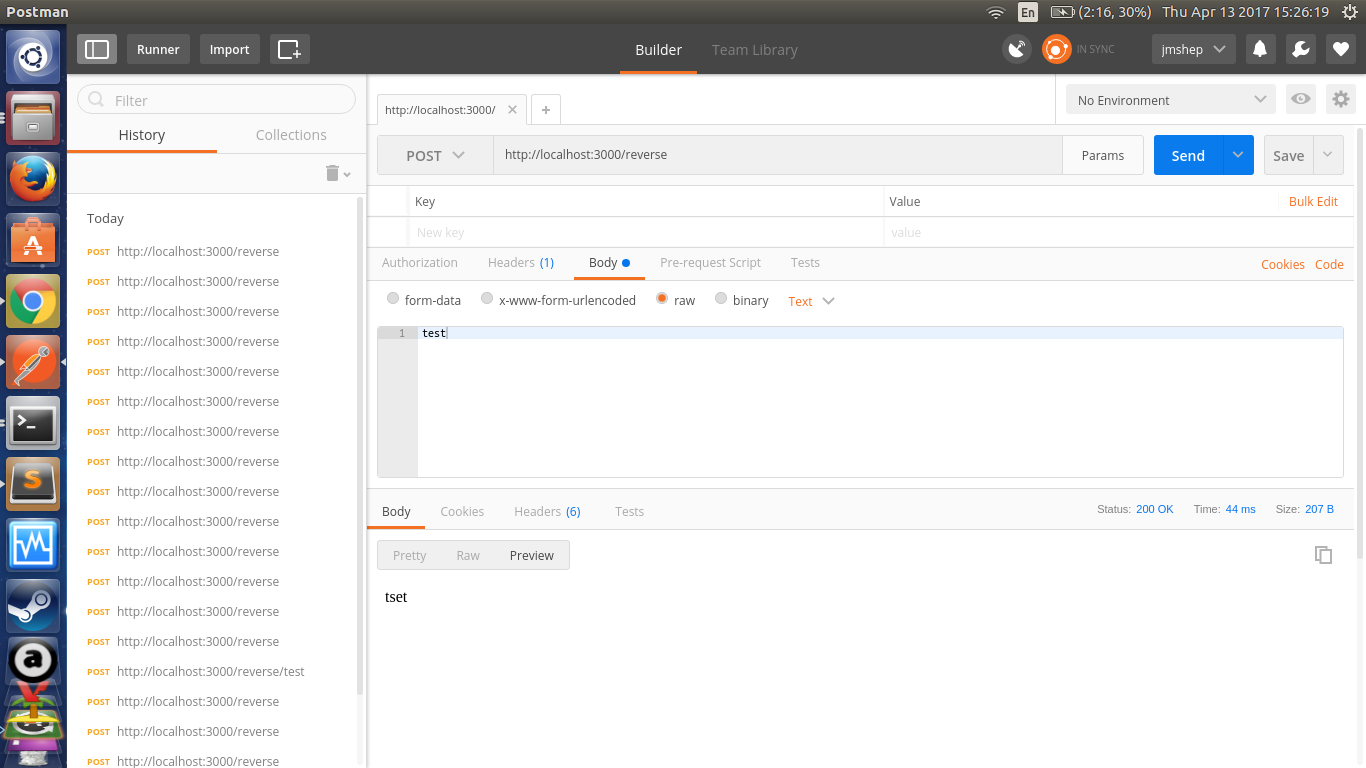 Postman
En
(2:16, 30%)
Thu Apr 13 2017 15:26:19
Runner
Import
Builder
Team Library
IN SYNC
jmshep
Filter
History
Collections
Today
POST http://localhost:3000/reverse
POST http://localhost:3000/reverse
POST http://localhost:3000/reverse
POST http://localhost:3000/reverse
POST http://localhost:3000/reverse
POST http://localhost:3000/reverse
POST http://localhost:3000/reverse
POST http://localhost:3000/reverse
POST http://localhost:3000/reverse
POST http://localhost:3000/reverse
POST http://localhost:3000/reverse
POST http://localhost:3000/reverse
POST http://localhost:3000/reverse
POST http://localhost:3000/reverse
POST http://localhost:3000/reverse/test
POST http://localhost:3000/reverse
POST http://localhost:3000/reverse
POST http://localhost:3000/reverse
http://localhost:3000/
No Environment
POST
http://localhost:3000/reverse
Params
Send
Save
Key
Value
Bulk Edit
New key
value
Authorization
Headers (1)
Body
Pre-request Script
Tests
Cookies
Code
form-data
x-www-form-urlencoded
raw
binary
Text
1 test
Body
Cookies
Headers (6)
Tests
Status: 200 OK
Time: 44 ms
Size: 207 B
Pretty
Raw
Preview
tset